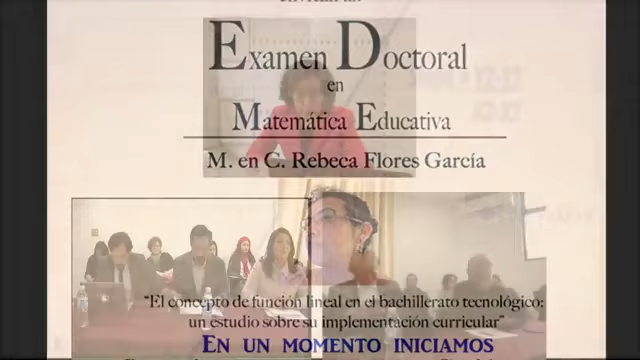 Examen Doctoral
en
Matemática Educativa
M. en C. Rebeca Flores García
“El concepto de función lineal en el bachillerato tecnológico:
un estudio sobre su implementación curricular”
EN UN MOMENTO INICIAMOS